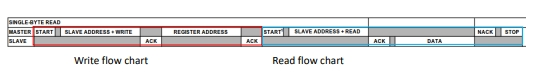 SINGLE-BYTE READ
MASTER START SLAVE ADDRESS + WRITE REGISTER ADDRESS START SLAVE ADDRESS + READ NACK STOP
SLAVE ACK ACK ACK DATA
Write flow chart Read flow chart